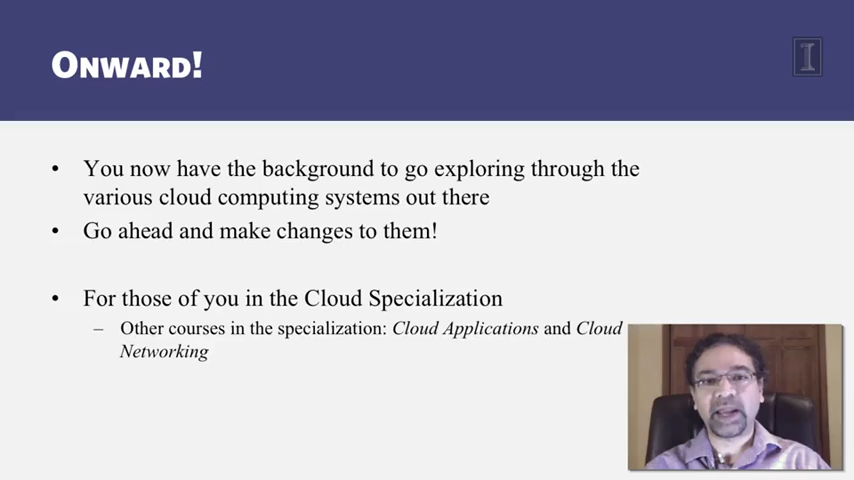 ONWARD!
I
• You now have the background to go exploring through the
various cloud computing systems out there
• Go ahead and make changes to them!
• For those of you in the Cloud Specialization
– Other courses in the specialization: Cloud Applications and Cloud
Networking